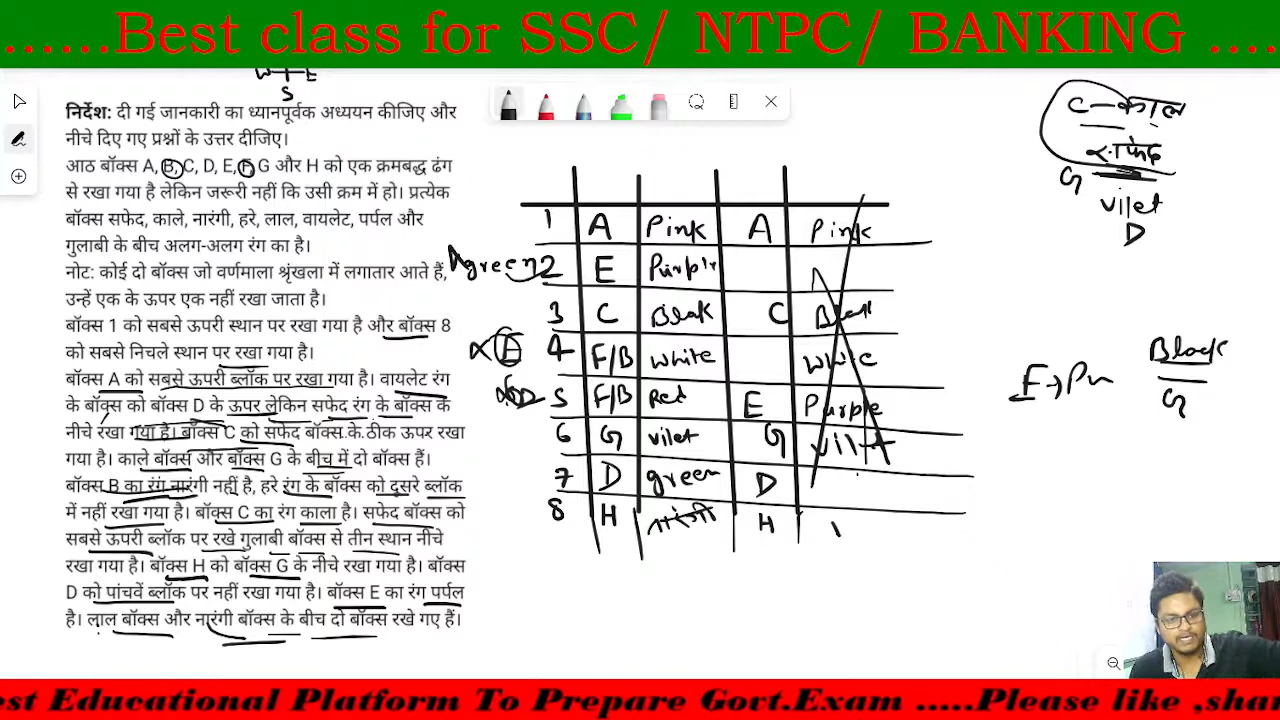 ......Best class for SSC/ NTPC/ BANKING ....
W E
S
निर्देश: दी गई जानकारी का ध्यानपूर्वक अध्ययन कीजिए और
नीचे दिए गए प्रश्नों के उत्तर दीजिए।
आठ बॉक्स A, B, C, D, E, F G और H को एक क्रमबद्ध ढंग
से रखा गया है लेकिन जरूरी नहीं कि उसी क्रम में हो। प्रत्येक
बॉक्स सफेद, काले, नारंगी, हरे, लाल, वायलेट, पर्पल और
गुलाबी के बीच अलग-अलग रंग का है।
नोट: कोई दो बॉक्स जो वर्णमाला श्रृंखला में लगातार आते हैं,
उन्हें एक के ऊपर एक नहीं रखा जाता है।
बॉक्स 1 को सबसे ऊपरी स्थान पर रखा गया है और बॉक्स 8
को सबसे निचले स्थान पर रखा गया है।
बॉक्स A को सबसे ऊपरी ब्लॉक पर रखा गया है। वायलेट रंग
के बॉक्स को बॉक्स D के ऊपर लेकिन सफेद रंग के बॉक्स के
नीचे रखा गया है। बॉक्स C को सफेद बॉक्स के ठीक ऊपर रखा
गया है। काले बॉक्स और बॉक्स G के बीच में दो बॉक्स हैं।
बॉक्स B का रंग नारंगी नहीं है, हरे रंग के बॉक्स को दूसरे ब्लॉक
में नहीं रखा गया है। बॉक्स C का रंग काला है। सफेद बॉक्स को
सबसे ऊपरी ब्लॉक पर रखे गुलाबी बॉक्स से तीन स्थान नीचे
रखा गया है। बॉक्स H को बॉक्स G के नीचे रखा गया है। बॉक्स
D को पांचवें ब्लॉक पर नहीं रखा गया है। बॉक्स E का रंग पर्पल
है। लाल बॉक्स और नारंगी बॉक्स के बीच दो बॉक्स रखे गए हैं।
1 A Pink A Pink
green 2 E Purple
3 C Blak C Blak
4 F/B White White
5 F/B Red E Purple
6 G vilet G vilet
7 D green D
8 H नारंगी H
C — काल
सफेद
G
vilet
D
Black
G
est Educational Platform To Prepare Govt.Exam .....Please like ,shar